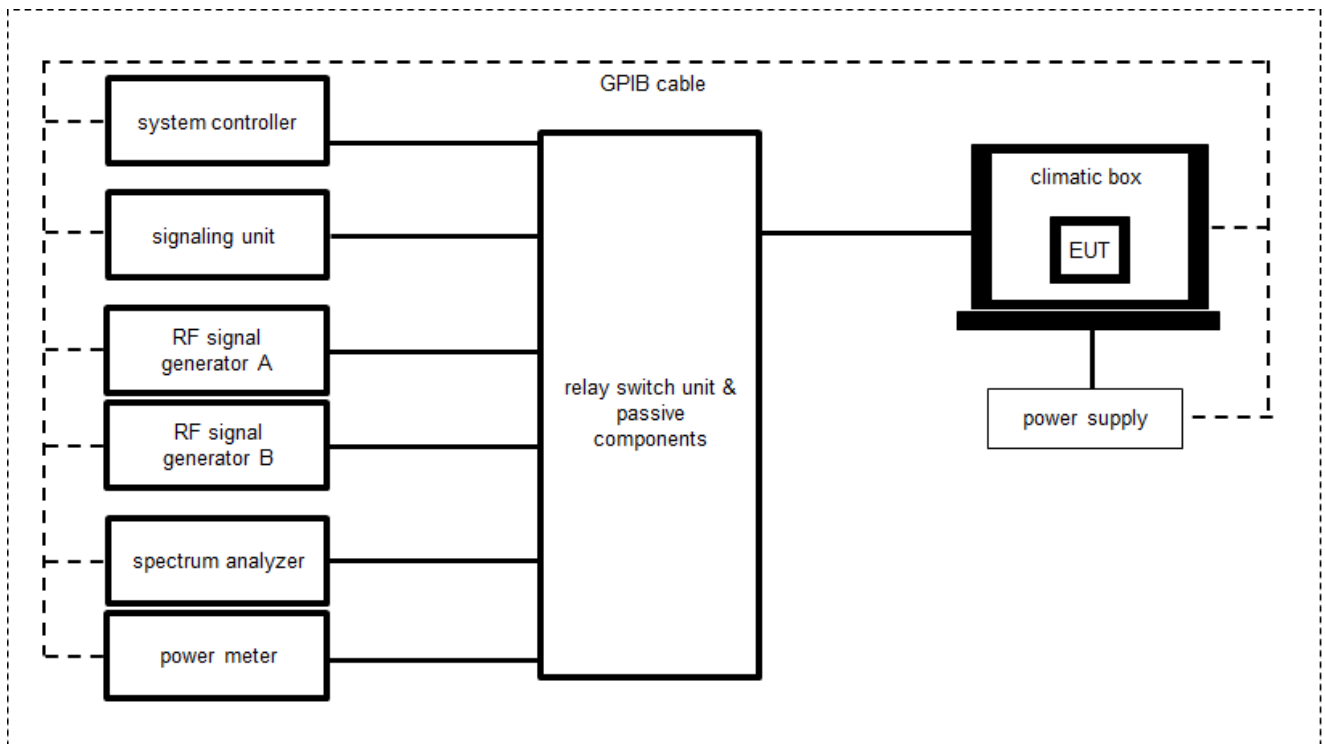 GPIB cable
system controller
signaling unit
RF signal
generator A
RF signal
generator B
spectrum analyzer
power meter
relay switch unit &
passive
components
climatic box
EUT
power supply